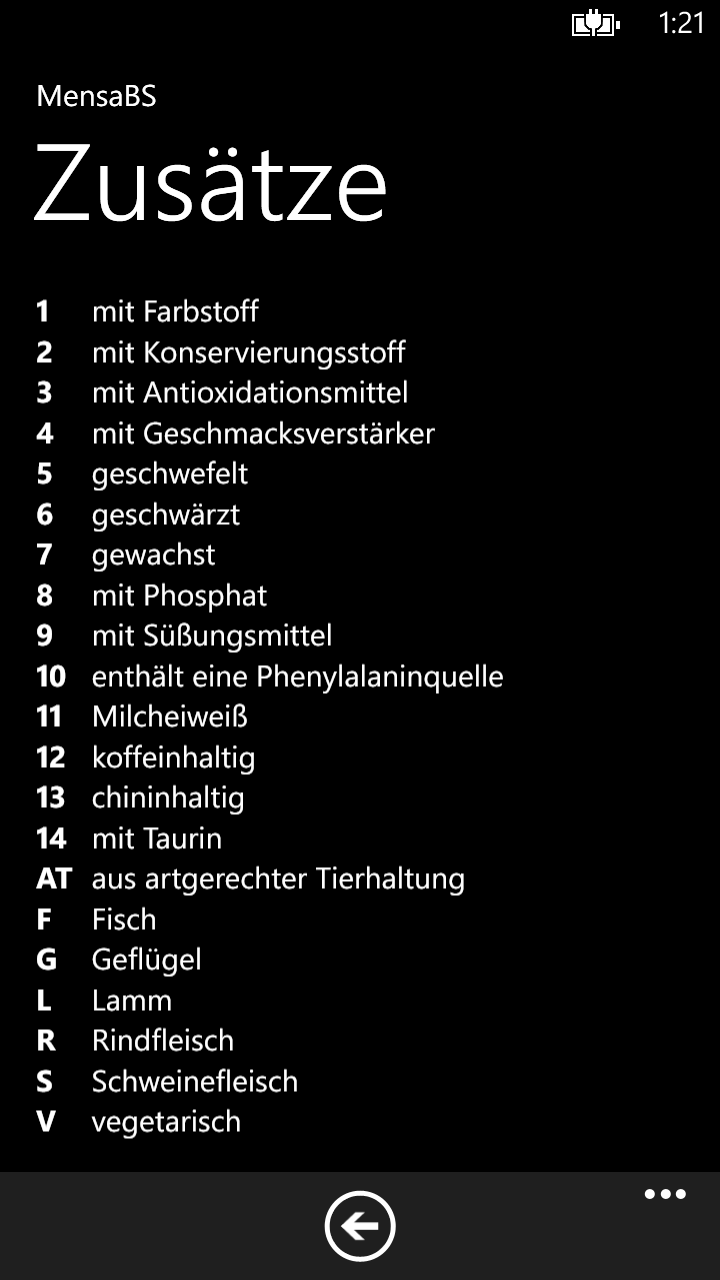 1:21
MensaBS
Zusätze
1 mit Farbstoff
2 mit Konservierungsstoff
3 mit Antioxidationsmittel
4 mit Geschmacksverstärker
5 geschwefelt
6 geschwärzt
7 gewachst
8 mit Phosphat
9 mit Süßungsmittel
10 enthält eine Phenylalaninquelle
11 Milcheiweiß
12 koffeinhaltig
13 chininhaltig
14 mit Taurin
AT aus artgerechter Tierhaltung
F Fisch
G Geflügel
L Lamm
R Rindfleisch
S Schweinefleisch
V vegetarisch